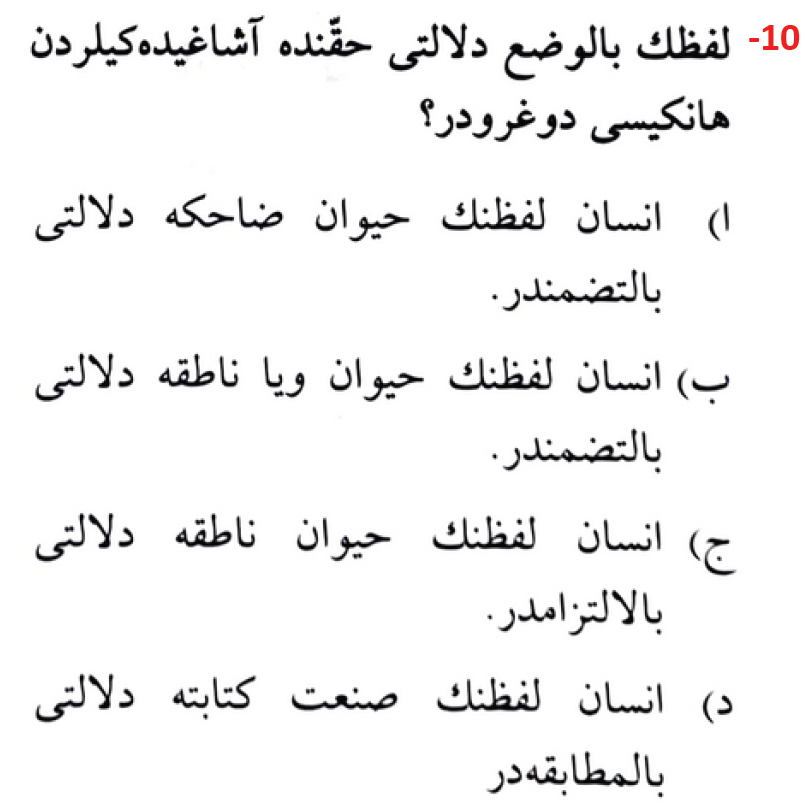 10- لفظك بالوضع دلالتی حقّنده آشاغیده‌کیلردن
هانکیسی دوغرودر؟
ا) انسان لفظنك حیوان ضاحکه دلالتی
بالتضمندر.
ب) انسان لفظنك حیوان ویا ناطقه دلالتی
بالتضمندر.
ج) انسان لفظنك حیوان ناطقه دلالتی
بالالتزامدر.
د) انسان لفظنك صنعت کتابته دلالتی
بالمطابقه‌در